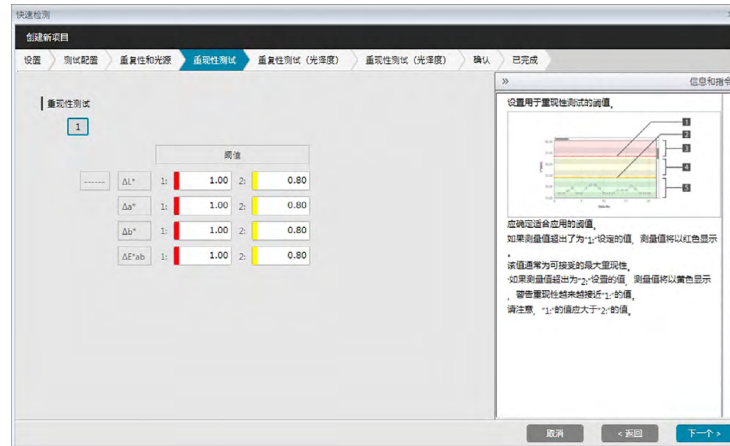 快速检测
创建新项目
设置 测试配置 重复性和光源 重现性测试 重复性测试（光泽度） 重现性测试（光泽度） 确认 已完成
» 信息和指令
重现性测试
1
阈值
------ ΔL* 1: 1.00 2: 0.80
Δa* 1: 1.00 2: 0.80
Δb* 1: 1.00 2: 0.80
ΔE*ab 1: 1.00 2: 0.80
设置用于重现性测试的阈值。
1
2
3
4
5
应确定适合应用的阈值。
如果测量值超出了为"1:"设定的值，测量值将以红色显示
。
该值通常为可接受的最大重现性。
·如果测量值超出为"2:"设置的值，测量值将以黄色显示
，警告重现性越来越接近"1:"的值。
请注意，"1:"的值应大于"2:"的值。
取消 <返回 下一个>